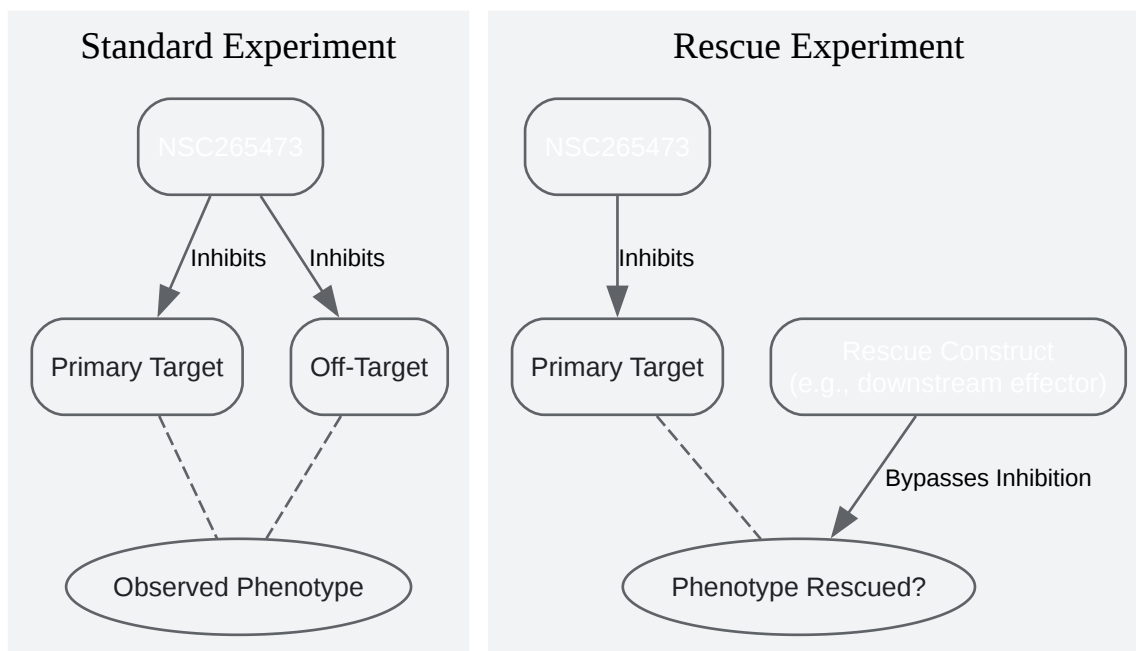 Standard Experiment
NSC265473
Inhibits
Inhibits
Primary Target
Off-Target
Observed Phenotype
Rescue Experiment
NSC265473
Inhibits
Primary Target
Rescue Construct
(e.g., downstream effector)
Bypasses Inhibition
Phenotype Rescued?